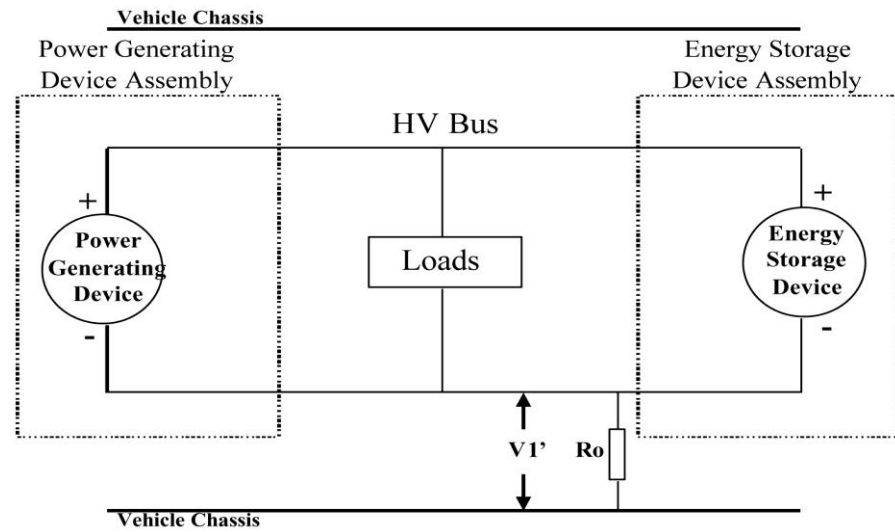 Vehicle Chassis
Power Generating
Device Assembly
Energy Storage
Device Assembly
HV Bus
+
+
Power
Generating
Device
Loads
Energy
Storage
Device
-
-
V1’
Ro
Vehicle Chassis